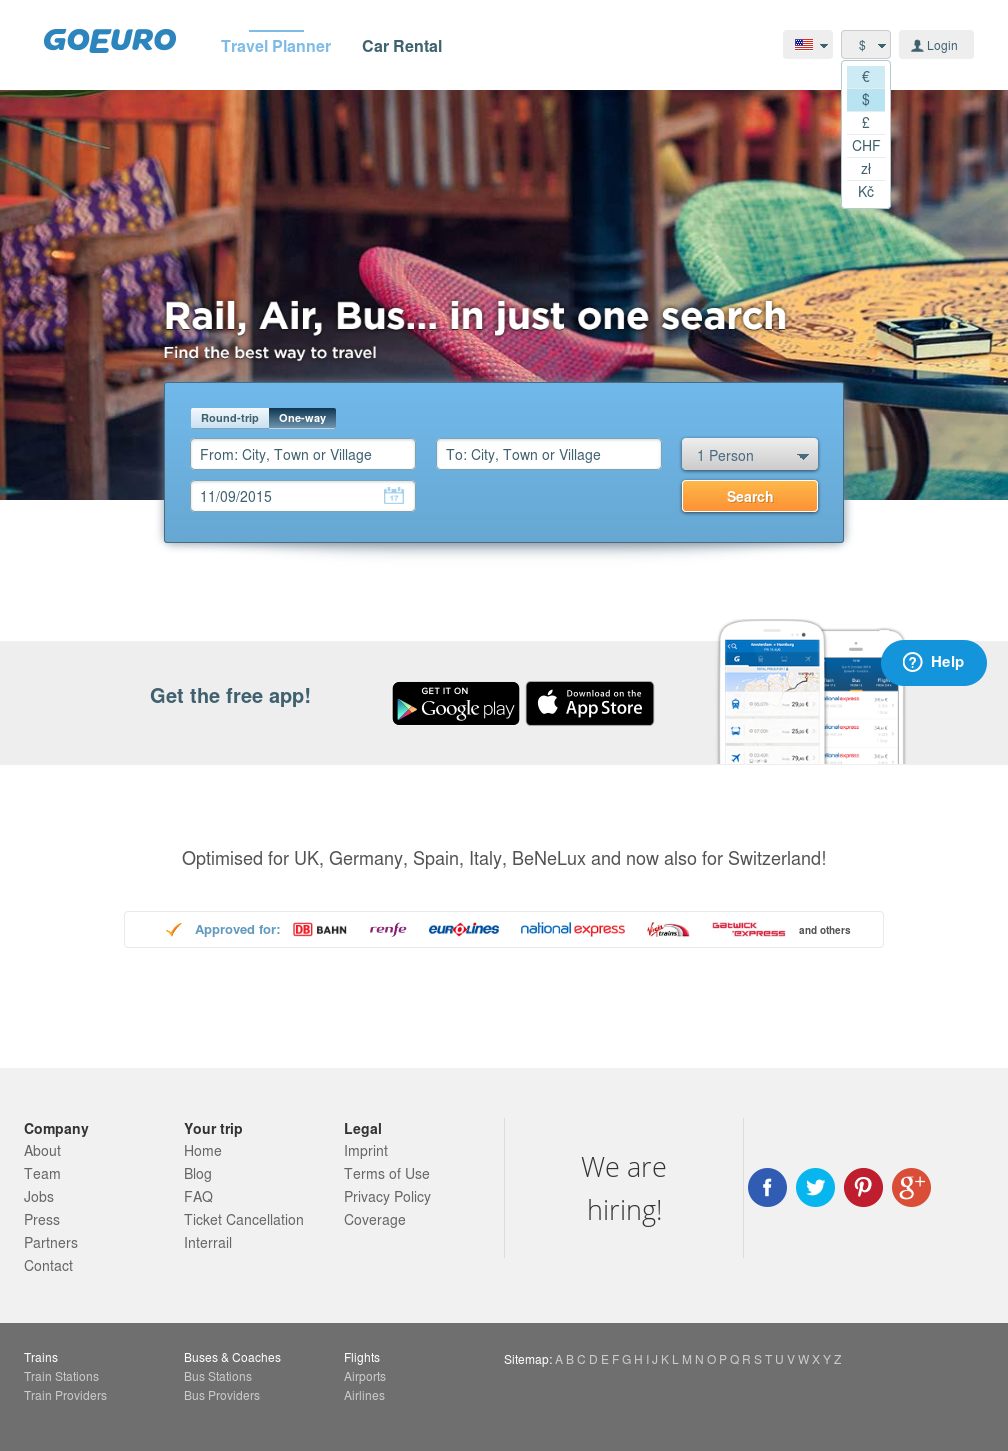 GOEURO
Travel Planner
Car Rental
$
Login
€
$
£
CHF
zł
Kč
Rail, Air, Bus... in just one search
Find the best way to travel
Round-trip
One-way
From: City, Town or Village
To: City, Town or Village
1 Person
11/09/2015
17
Search
Get the free app!
GET IT ON
Google play
Download on the
App Store
Help
Optimised for UK, Germany, Spain, Italy, BeNeLux and now also for Switzerland!
Approved for:
DB BAHN
renfe
EUROLINES
national express
Virgin trains
GATWICK EXPRESS
and others
Company
About
Team
Jobs
Press
Partners
Contact
Your trip
Home
Blog
FAQ
Ticket Cancellation
Interrail
Legal
Imprint
Terms of Use
Privacy Policy
Coverage
We are
hiring!
Trains
Train Stations
Train Providers
Buses & Coaches
Bus Stations
Bus Providers
Flights
Airports
Airlines
Sitemap: A B C D E F G H I J K L M N O P Q R S T U V W X Y Z